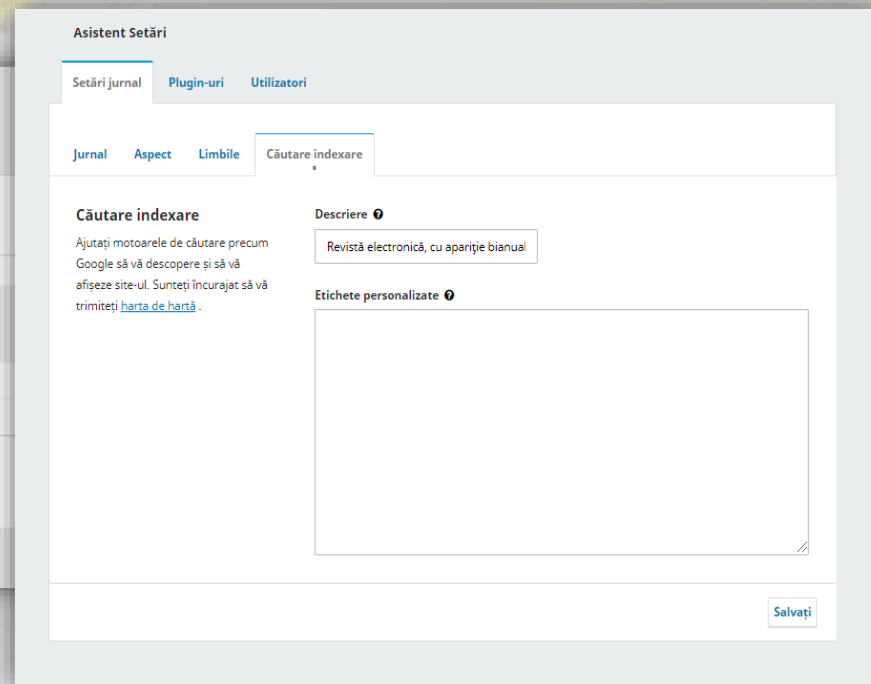 Asistent Setări
Setări jurnal Plugin-uri Utilizatori
Jurnal Aspect Limbile Căutare indexare
Căutare indexare
Ajutați motoarele de căutare precum
Google să vă descopere și să vă
afișeze site-ul. Sunteți încurajat să vă
trimiteți harta de hartă .
Descriere
Revistă electronică, cu apariţie bianual
Etichete personalizate
Salvați